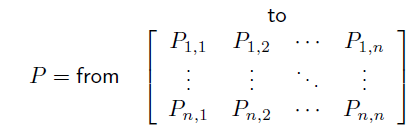 to
P_{1,1} P_{1,2} ⋯ P_{1,n}
P = from ⋮ ⋮ ⋱ ⋮
P_{n,1} P_{n,2} ⋯ P_{n,n}